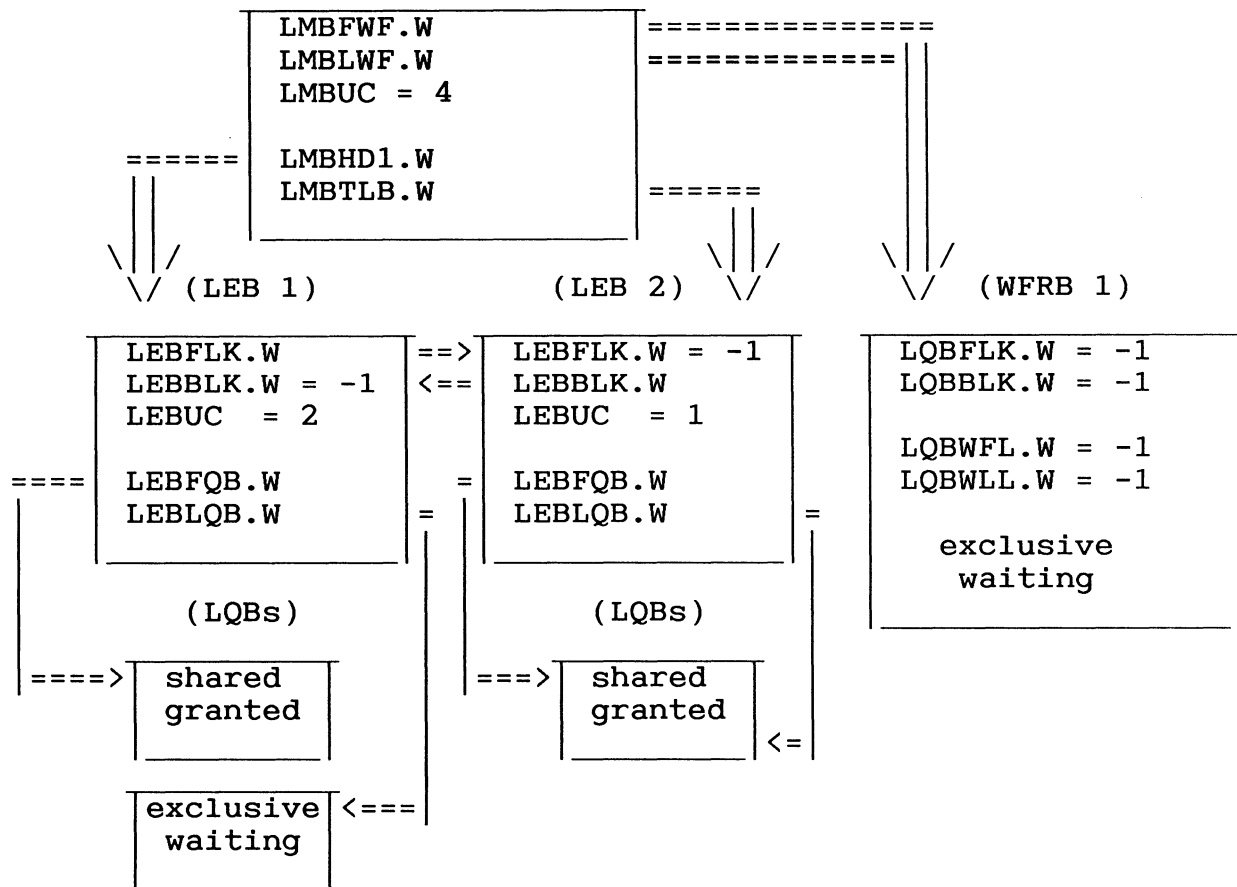 LMBFWF.W ===============
LMBLWF.W =============
LMBUC = 4
====== LMBHD1.W
LMBTLB.W ======
(LEB 1) (LEB 2) (WFRB 1)
LEBFLK.W ==> LEBFLK.W = -1 LQBFLK.W = -1
LEBBLK.W = -1 <== LEBBLK.W LQBBLK.W = -1
LEBUC = 2 LEBUC = 1
LQBWFL.W = -1
==== LEBFQB.W = LEBFQB.W LQBWLL.W = -1
LEBLQB.W = LEBLQB.W =
exclusive
waiting
(LQBs) (LQBs)
====> shared ===> shared
granted granted
<=
exclusive <===
waiting